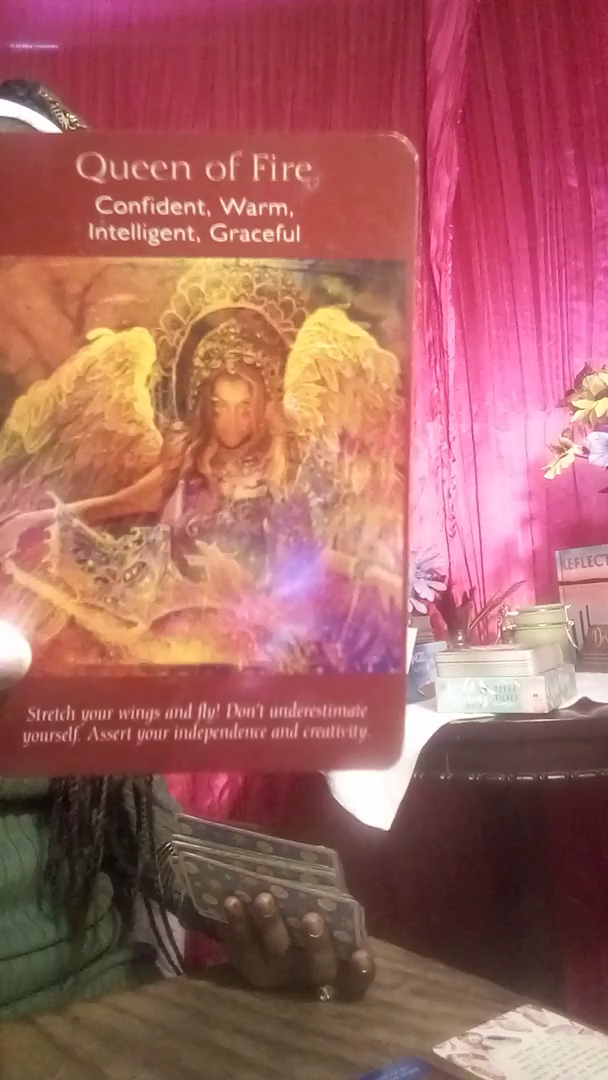 Queen of Fire
Confident, Warm,
Intelligent, Graceful
Stretch your wings and fly! Don't underestimate
yourself. Assert your independence and creativity.
REFLECT